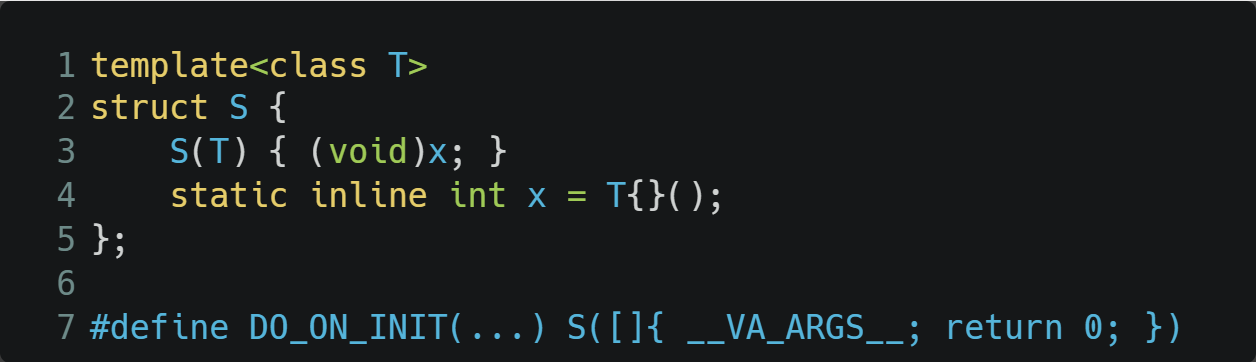 1 template<class T>
2 struct S {
3     S(T) { (void)x; }
4     static inline int x = T{}();
5 };
6
7 #define DO_ON_INIT(...) S([]{ __VA_ARGS__; return 0; })